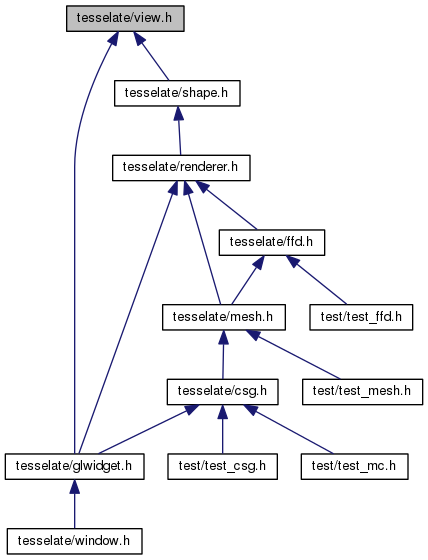 tesselate/view.h
tesselate/shape.h
tesselate/renderer.h
tesselate/ffd.h
tesselate/mesh.h
test/test_ffd.h
tesselate/csg.h
test/test_mesh.h
tesselate/glwidget.h
test/test_csg.h
test/test_mc.h
tesselate/window.h